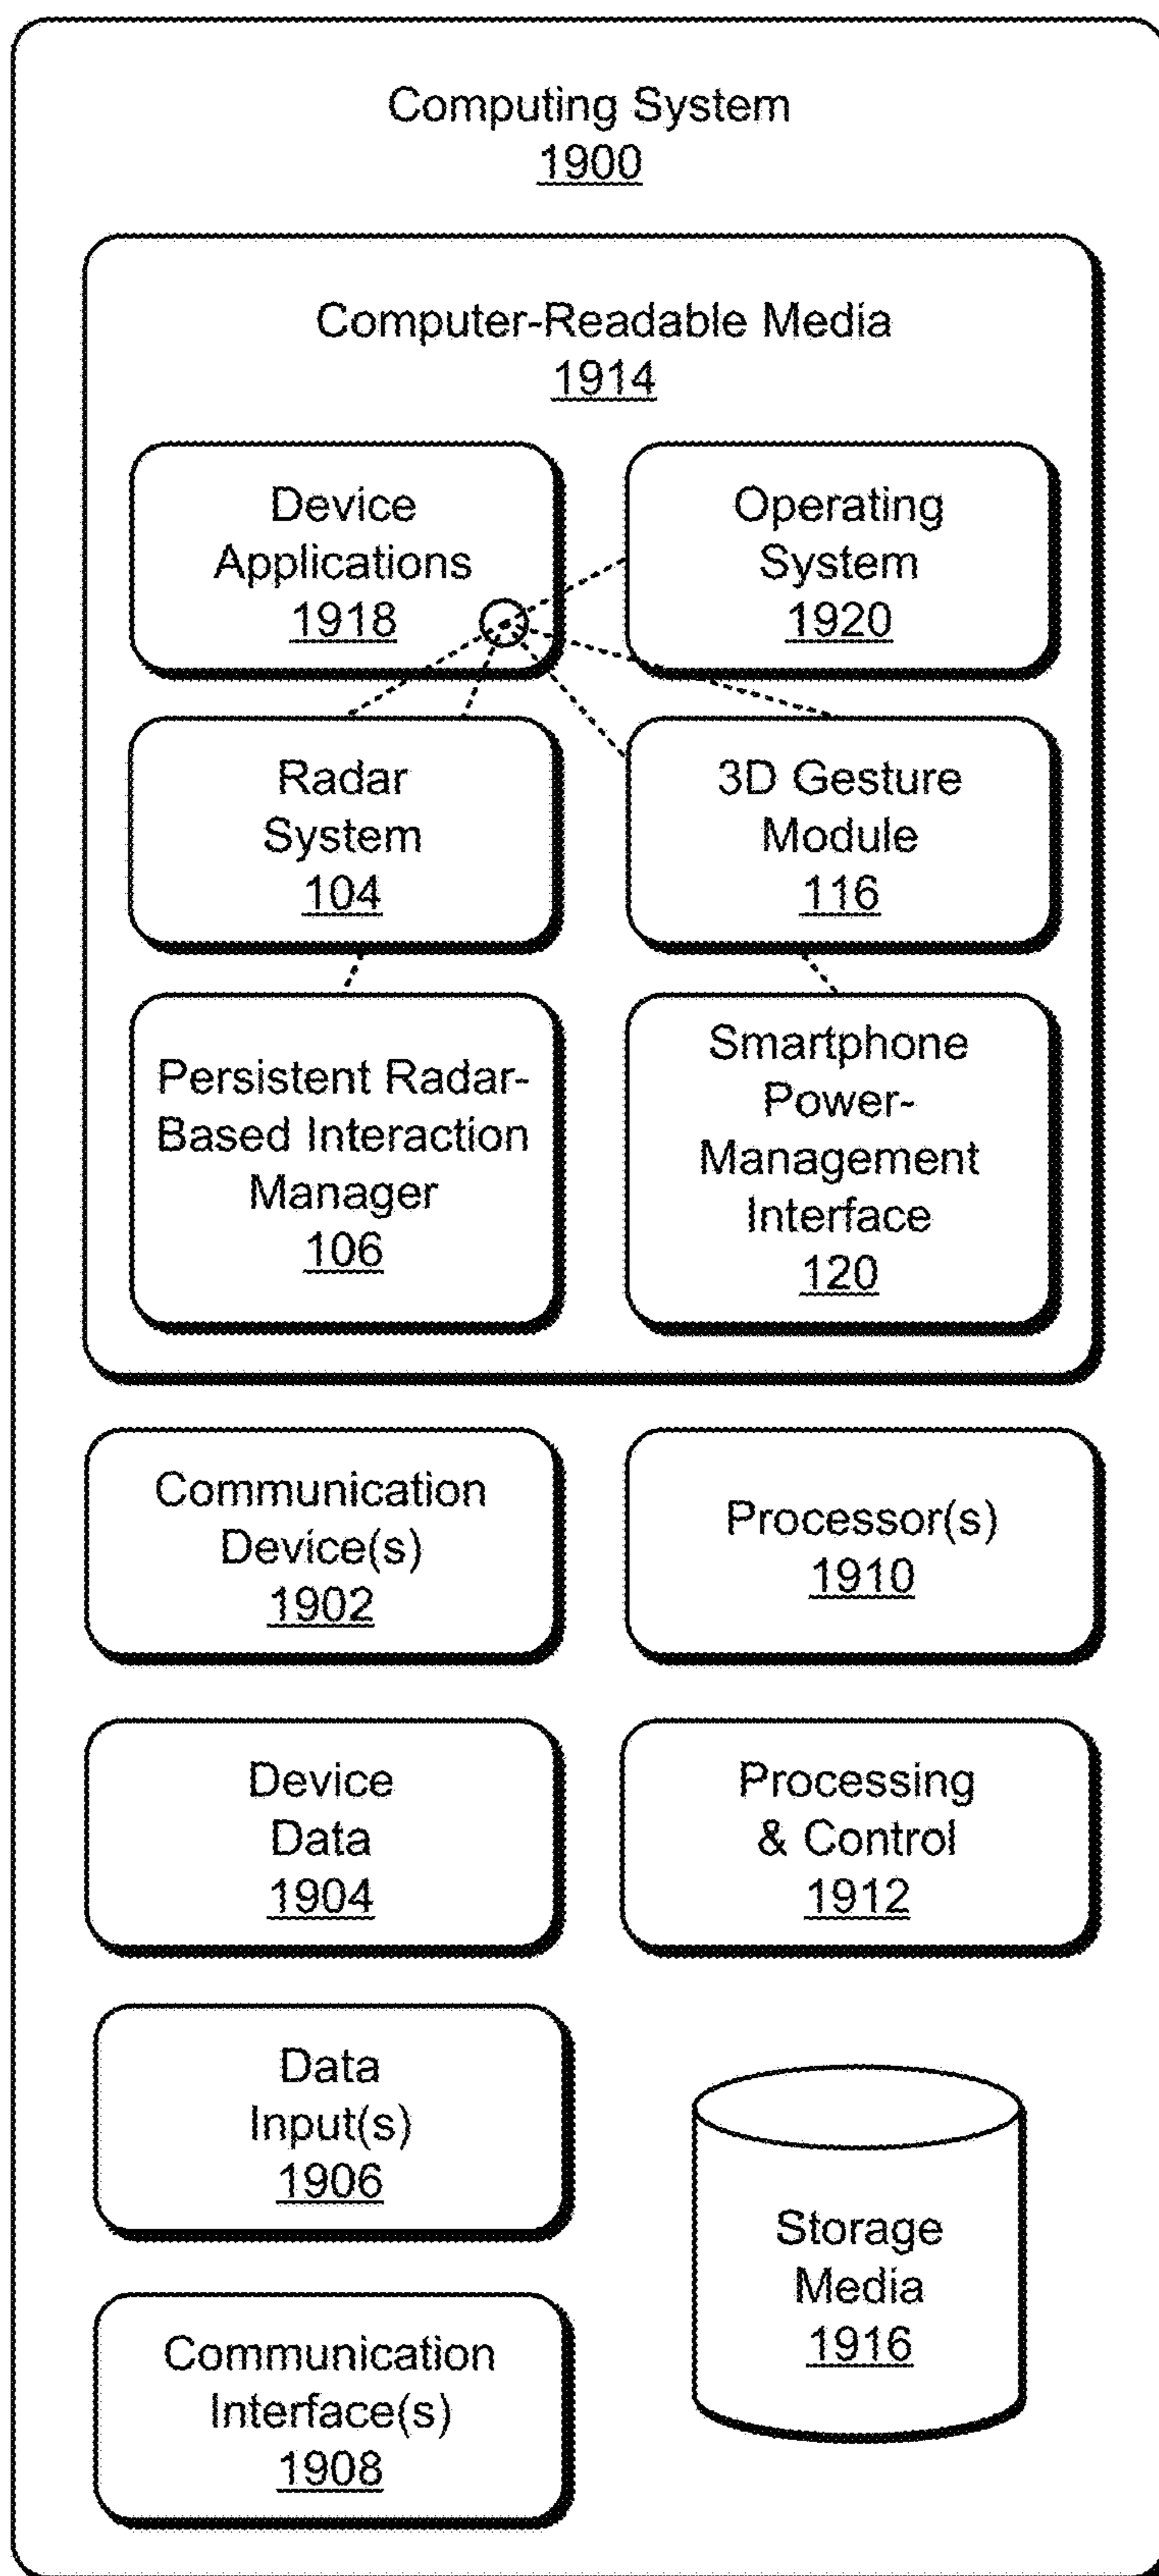 Computing System
1900
Computer-Readable Media
1914
Device
Applications
1918
Operating
System
1920
Radar
System
104
3D Gesture
Module
116
Persistent Radar-
Based Interaction
Manager
106
Smartphone
Power-
Management
Interface
120
Communication
Device(s)
1902
Processor(s)
1910
Device
Data
1904
Processing
& Control
1912
Data
Input(s)
1906
Storage
Media
1916
Communication
Interface(s)
1908